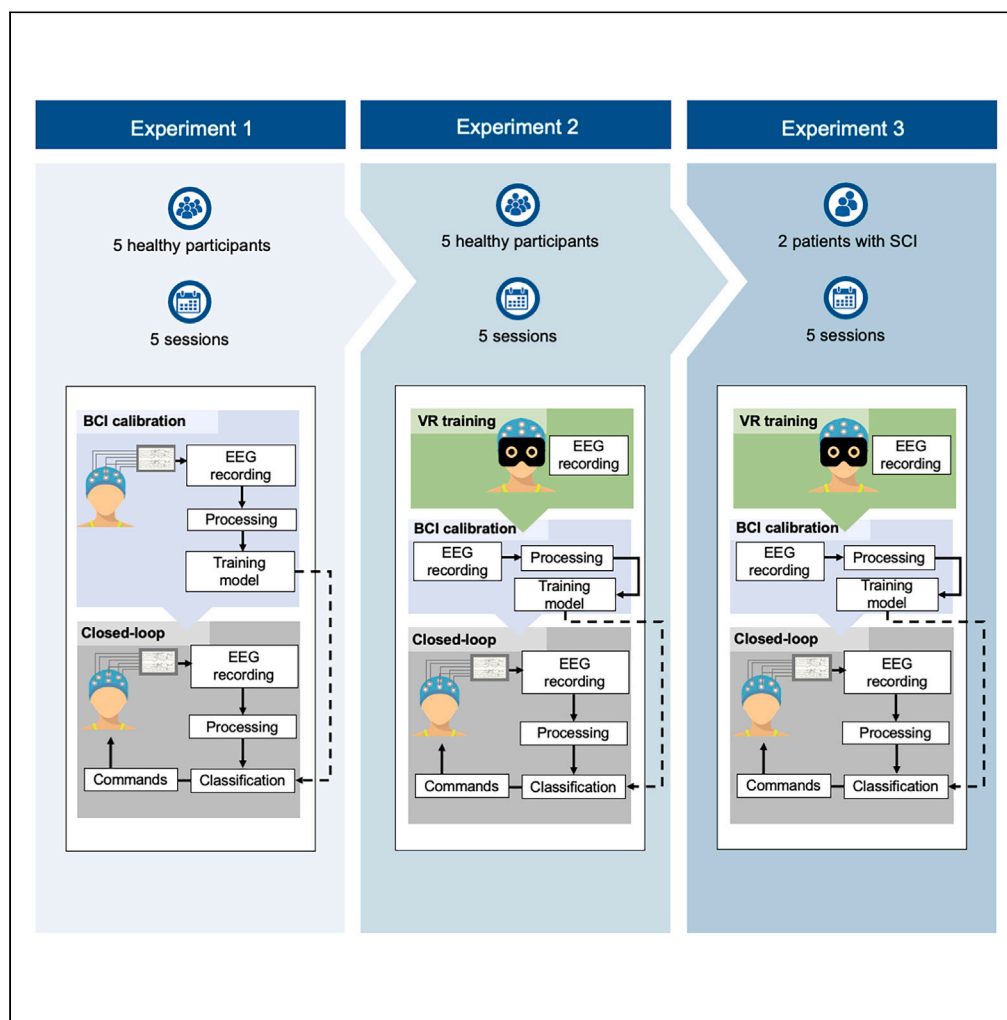 Experiment 1
5 healthy participants
5 sessions
BCI calibration
EEG
recording
Processing
Training
model
Closed-loop
EEG
recording
Processing
Classification
Commands
Experiment 2
5 healthy participants
5 sessions
VR training
EEG
recording
BCI calibration
EEG
recording
Processing
Training
model
Closed-loop
EEG
recording
Processing
Classification
Commands
Experiment 3
2 patients with SCI
5 sessions
VR training
EEG
recording
BCI calibration
EEG
recording
Processing
Training
model
Closed-loop
EEG
recording
Processing
Classification
Commands